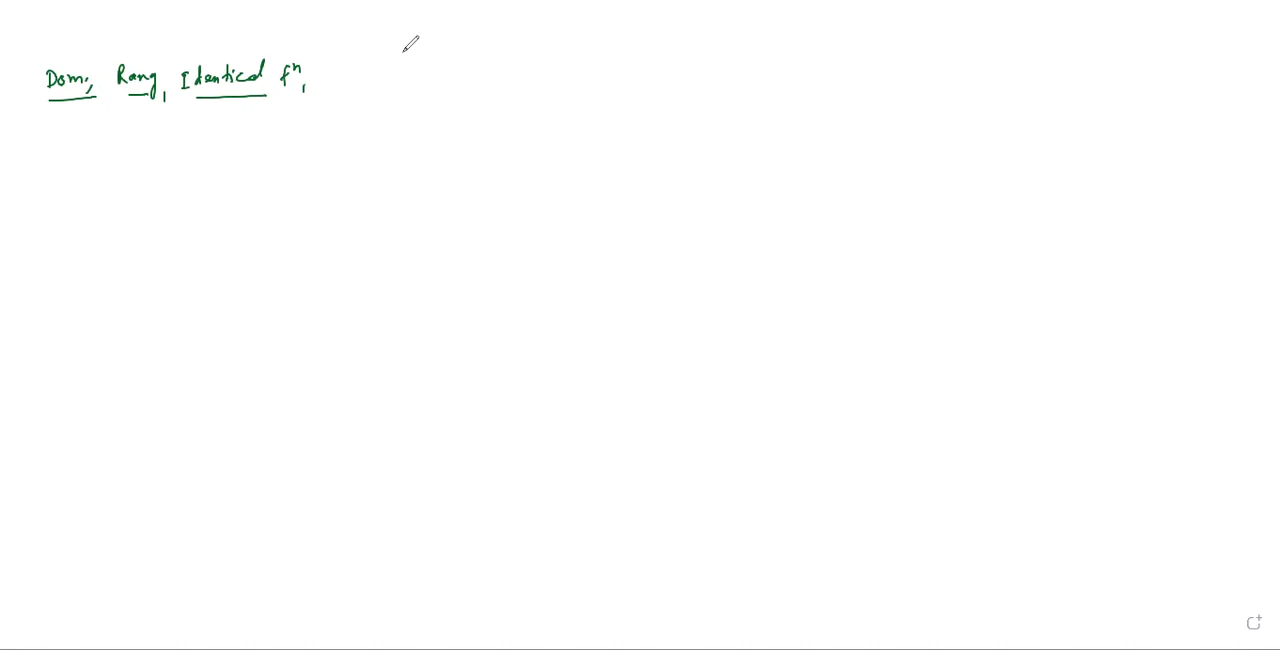 Dom, Rang, Identical fⁿ,